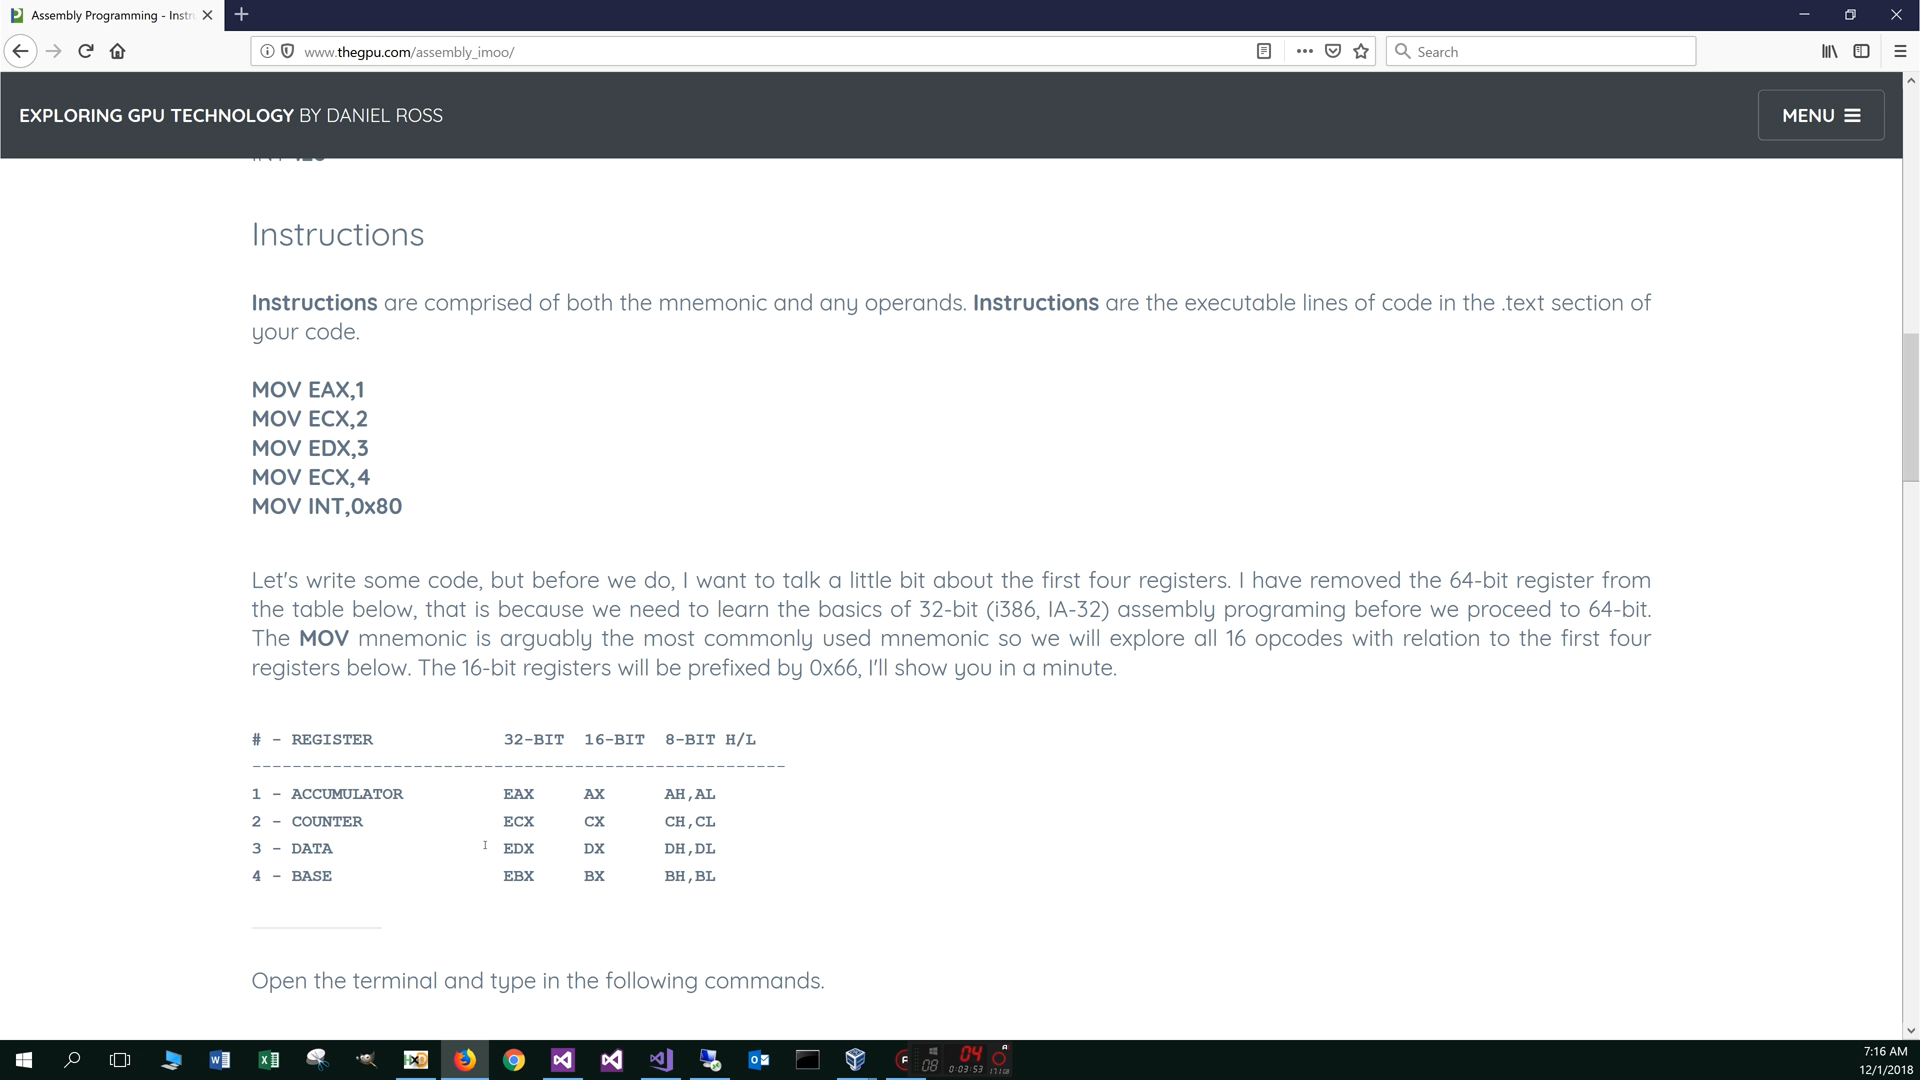 Assembly Programming - Instr
www.thegpu.com/assembly_imoo/
Search
EXPLORING GPU TECHNOLOGY BY DANIEL ROSS
MENU
Instructions
Instructions are comprised of both the mnemonic and any operands. Instructions are the executable lines of code in the .text section of
your code.
MOV EAX,1
MOV ECX,2
MOV EDX,3
MOV ECX,4
MOV INT,0x80
Let's write some code, but before we do, I want to talk a little bit about the first four registers. I have removed the 64-bit register from
the table below, that is because we need to learn the basics of 32-bit (i386, IA-32) assembly programing before we proceed to 64-bit.
The MOV mnemonic is arguably the most commonly used mnemonic so we will explore all 16 opcodes with relation to the first four
registers below. The 16-bit registers will be prefixed by 0x66, I'll show you in a minute.
# - REGISTER 32-BIT 16-BIT 8-BIT H/L
-----------------------------------------------------
1 - ACCUMULATOR EAX AX AH,AL
2 - COUNTER ECX CX CH,CL
3 - DATA EDX DX DH,DL
4 - BASE EBX BX BH,BL
Open the terminal and type in the following commands.
08 04 0:03:53
7:16 AM
12/1/2018